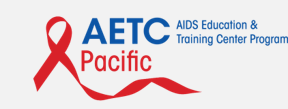 AETC
AIDS Education &
Training Center Program
Pacific